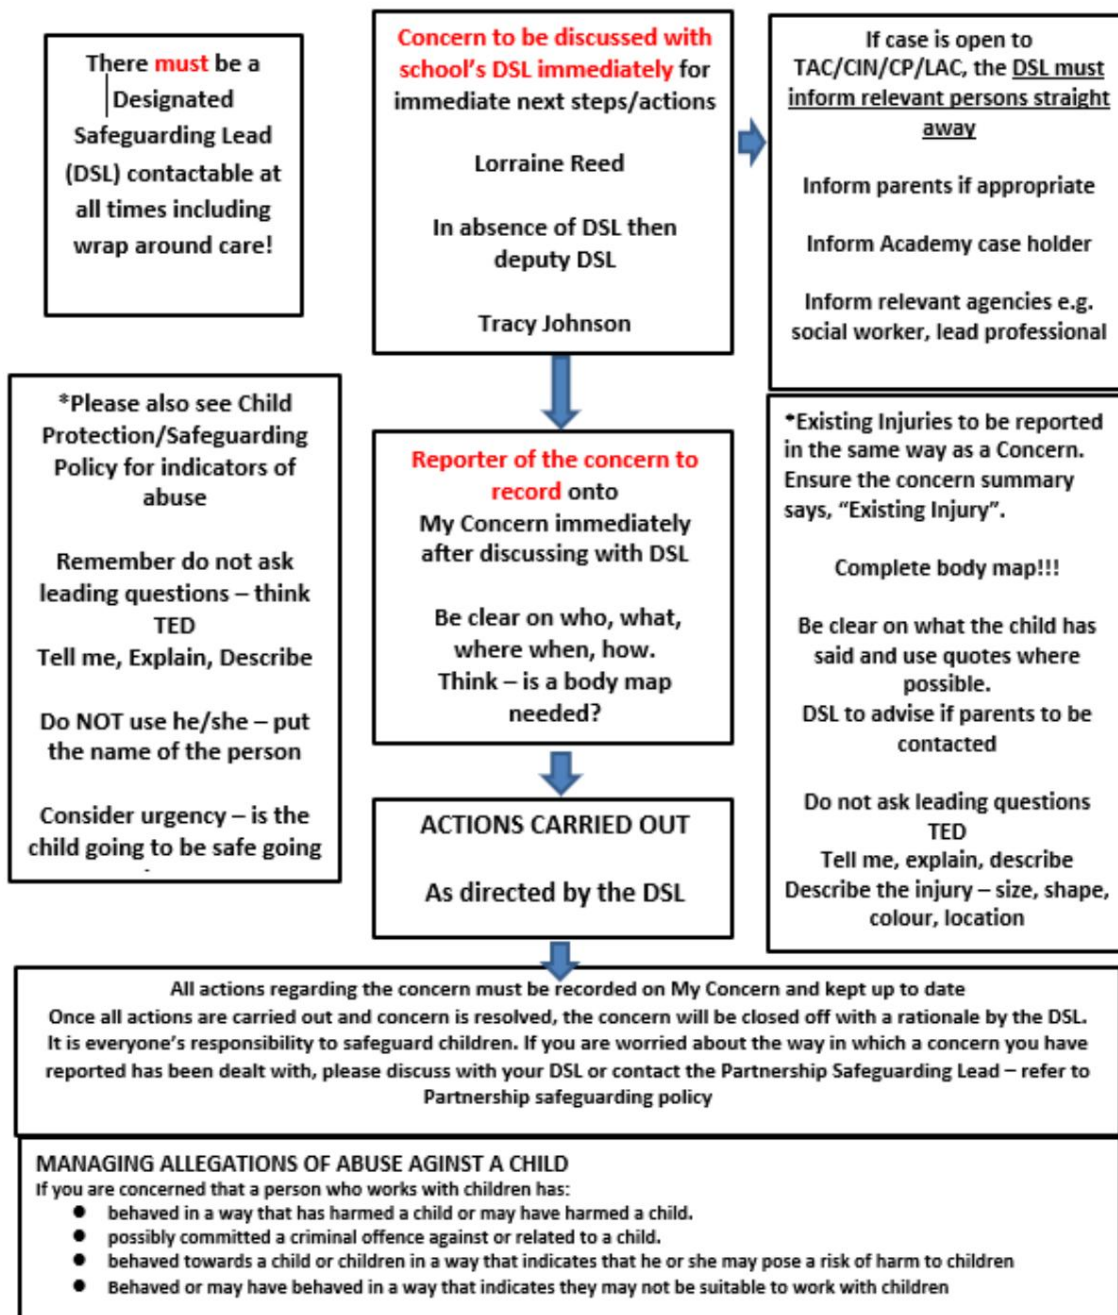 There must be a
Designated
Safeguarding Lead
(DSL) contactable at
all times including
wrap around care!
Concern to be discussed with
school's DSL immediately for
immediate next steps/actions
Lorraine Reed
In absence of DSL then
deputy DSL
Tracy Johnson
If case is open to
TAC/CIN/CP/LAC, the DSL must
inform relevant persons straight
away
Inform parents if appropriate
Inform Academy case holder
Inform relevant agencies e.g.
social worker, lead professional
*Please also see Child
Protection/Safeguarding
Policy for indicators of
abuse
Remember do not ask
leading questions – think
TED
Tell me, Explain, Describe
Do NOT use he/she – put
the name of the person
Consider urgency – is the
child going to be safe going
Reporter of the concern to
record onto
My Concern immediately
after discussing with DSL
Be clear on who, what,
where when, how.
Think – is a body map
needed?
*Existing Injuries to be reported
in the same way as a Concern.
Ensure the concern summary
says, "Existing Injury".
Complete body map!!!
Be clear on what the child has
said and use quotes where
possible.
DSL to advise if parents to be
contacted
Do not ask leading questions
TED
Tell me, explain, describe
Describe the injury – size, shape,
colour, location
ACTIONS CARRIED OUT
As directed by the DSL
All actions regarding the concern must be recorded on My Concern and kept up to date
Once all actions are carried out and concern is resolved, the concern will be closed off with a rationale by the DSL.
It is everyone's responsibility to safeguard children. If you are worried about the way in which a concern you have
reported has been dealt with, please discuss with your DSL or contact the Partnership Safeguarding Lead – refer to
Partnership safeguarding policy
MANAGING ALLEGATIONS OF ABUSE AGINST A CHILD
If you are concerned that a person who works with children has:
● behaved in a way that has harmed a child or may have harmed a child.
● possibly committed a criminal offence against or related to a child.
● behaved towards a child or children in a way that indicates that he or she may pose a risk of harm to children
● Behaved or may have behaved in a way that indicates they may not be suitable to work with children